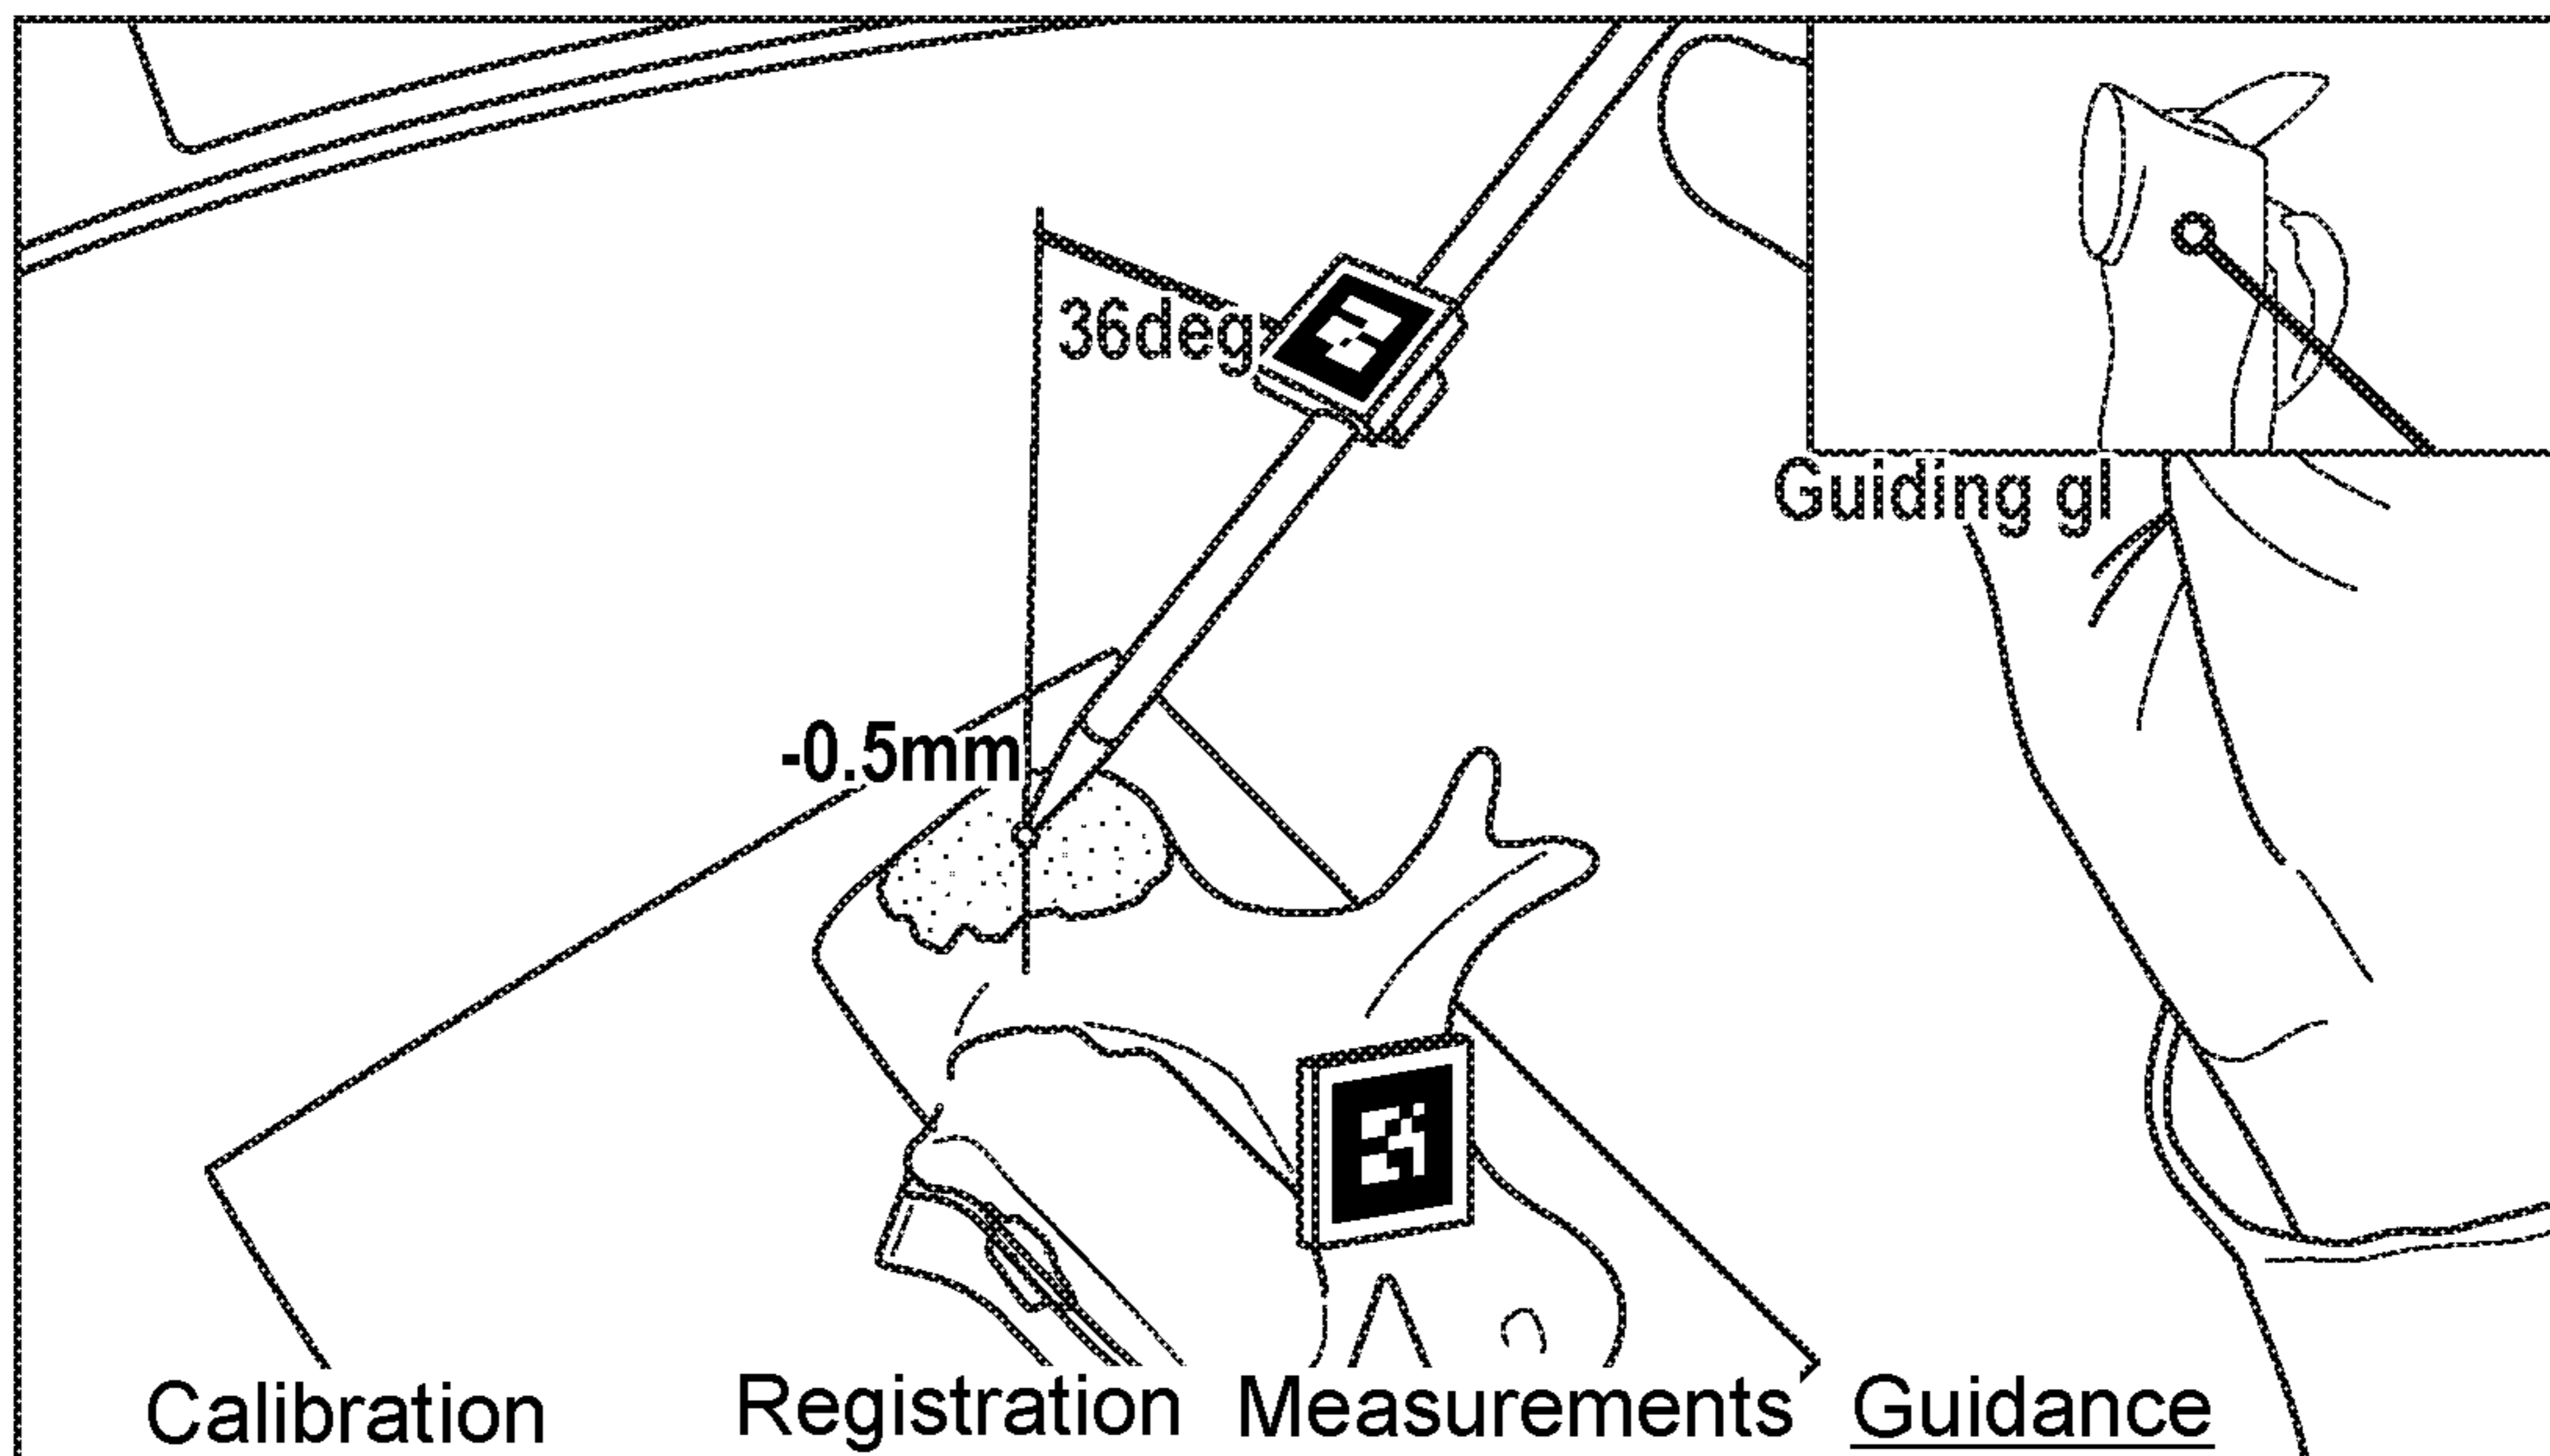 36deg
Guiding gl
-0.5mm
Calibration Registration Measurements Guidance